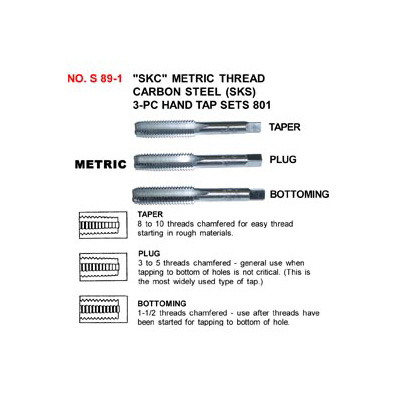 NO. S 89-1 "SKC" METRIC THREAD
CARBON STEEL (SKS)
3-PC HAND TAP SETS 801
TAPER
METRIC
PLUG
BOTTOMING
TAPER
8 to 10 threads chamfered for easy thread
starting in rough materials.
PLUG
3 to 5 threads chamfered - general use when
tapping to bottom of holes is not critical. (This is
the most widely used type of tap.)
BOTTOMING
1-1/2 threads chamfered - use after threads have
been started for tapping to bottom of hole.